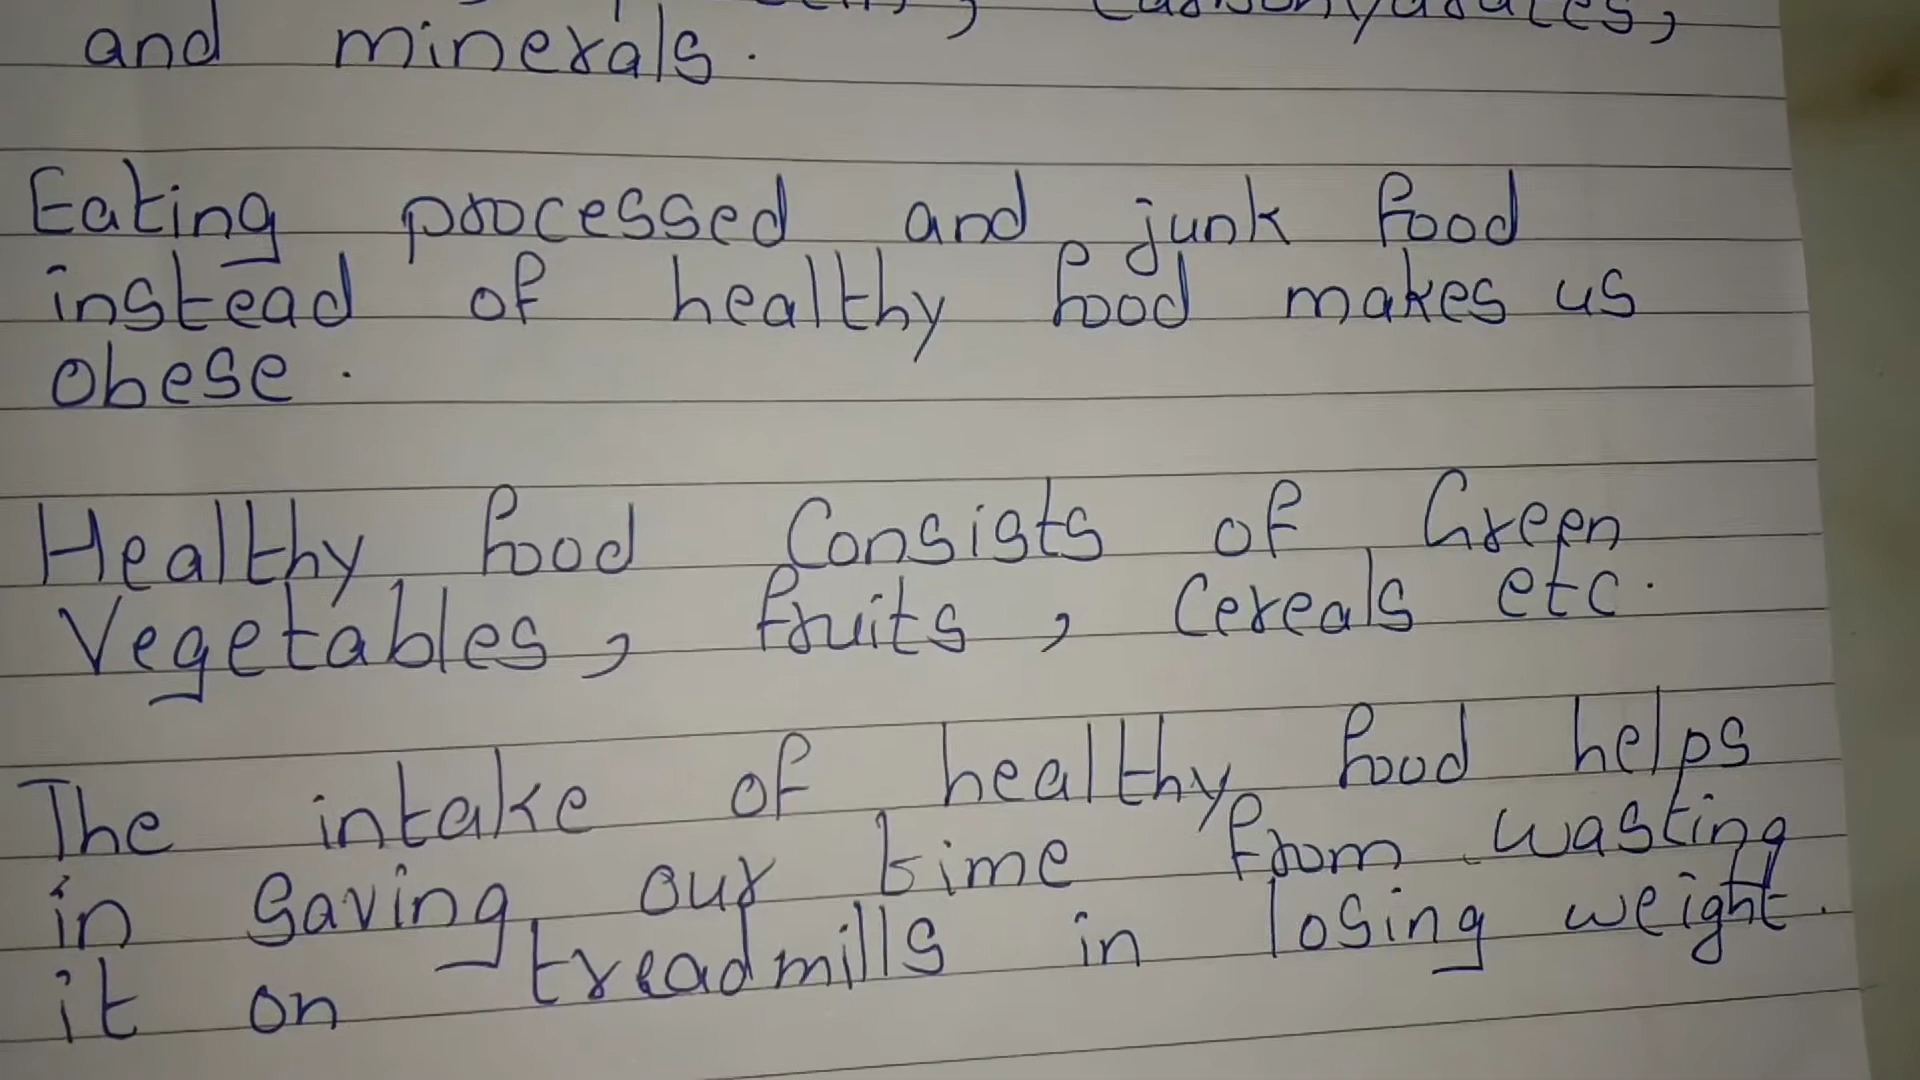 carbohydrates,
and minerals.
Eating processed and junk food
instead of healthy food makes us
obese.
Healthy food Consists of Green
Vegetables, fruits, Cereals etc.
The intake of healthy food helps
in saving our time from wasting
it on treadmills in losing weight.